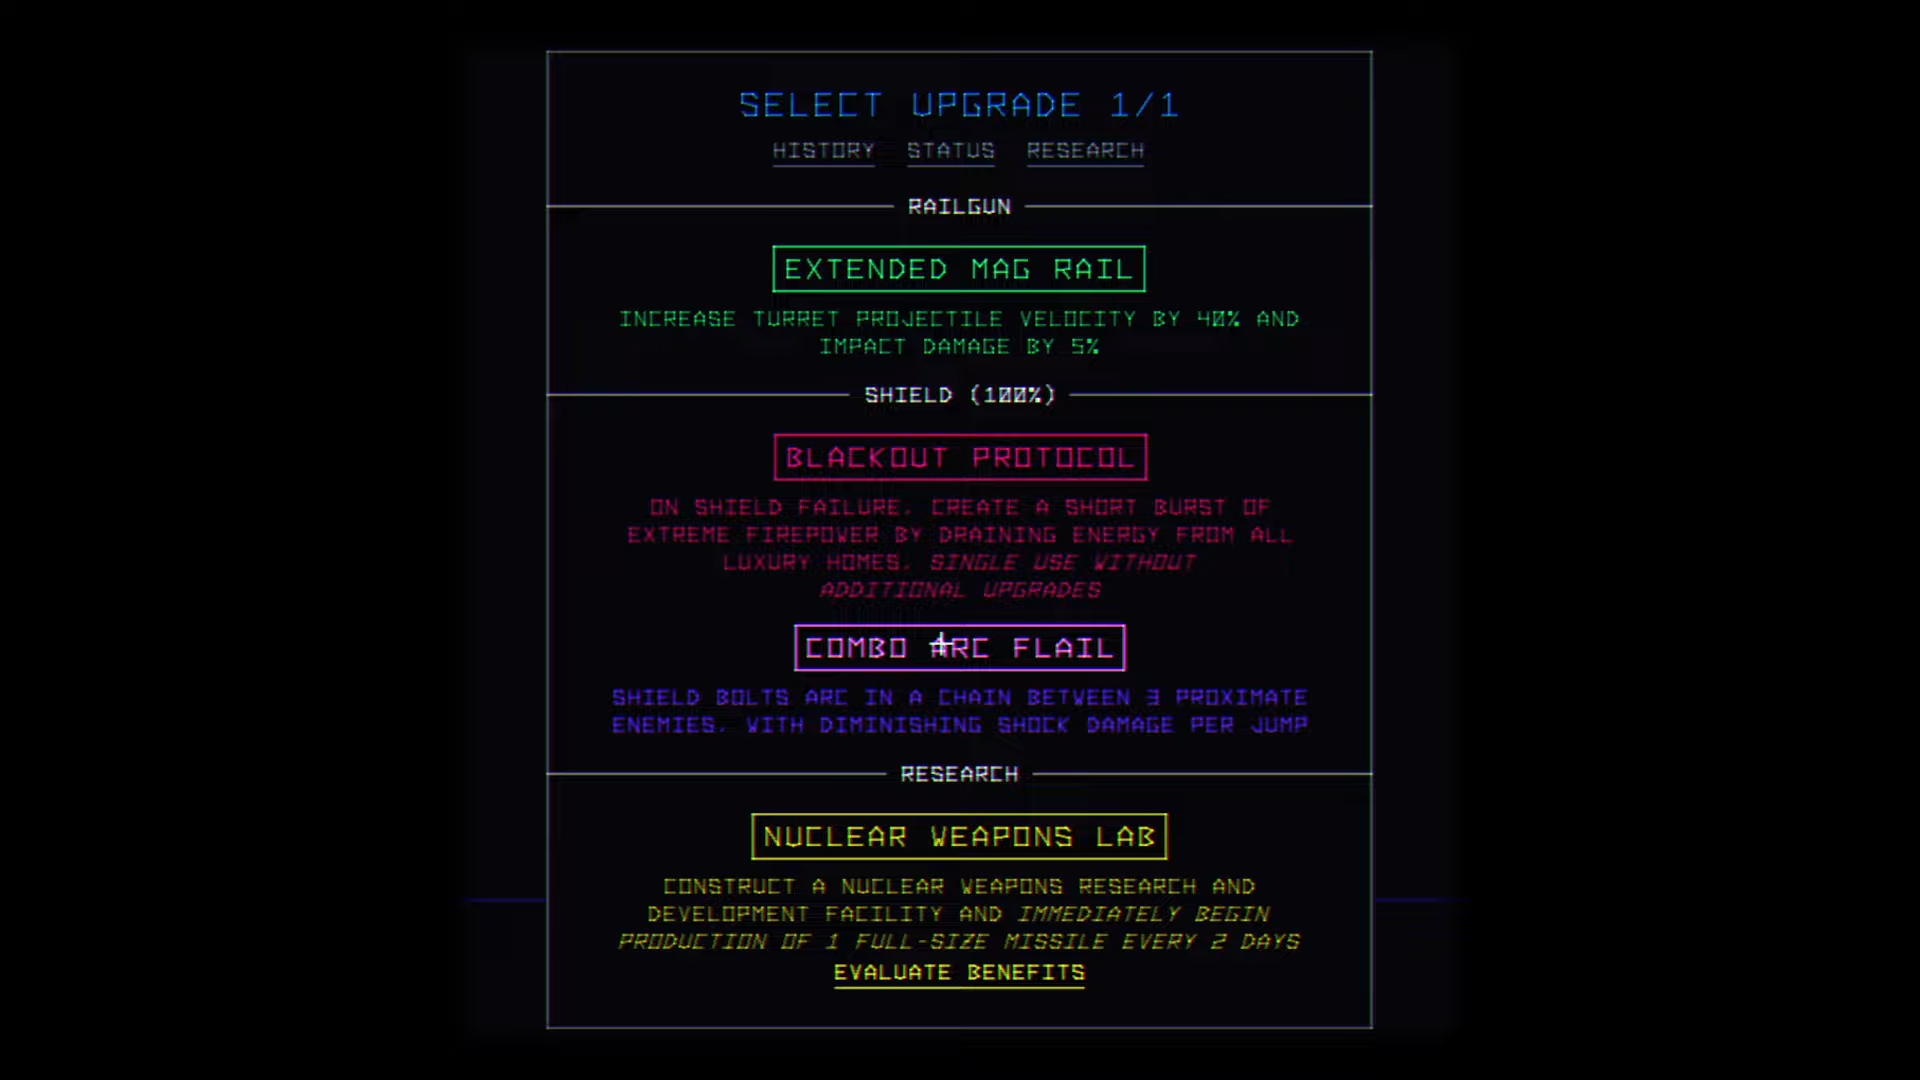 SELECT UPGRADE 1/1
HISTORY STATUS RESEARCH
RAILGUN
EXTENDED MAG RAIL
INCREASE TURRET PROJECTILE VELOCITY BY 40% AND
IMPACT DAMAGE BY 5%
SHIELD (100%)
BLACKOUT PROTOCOL
ON SHIELD FAILURE, CREATE A SHORT BURST OF
EXTREME FIREPOWER BY DRAINING ENERGY FROM ALL
LUXURY HOMES. SINGLE USE WITHOUT
ADDITIONAL UPGRADES
COMBO ARC FLAIL
SHIELD BOLTS ARC IN A CHAIN BETWEEN 3 PROXIMATE
ENEMIES, WITH DIMINISHING SHOCK DAMAGE PER JUMP
RESEARCH
NUCLEAR WEAPONS LAB
CONSTRUCT A NUCLEAR WEAPONS RESEARCH AND
DEVELOPMENT FACILITY AND IMMEDIATELY BEGIN
PRODUCTION OF 1 FULL-SIZE MISSILE EVERY 2 DAYS
EVALUATE BENEFITS